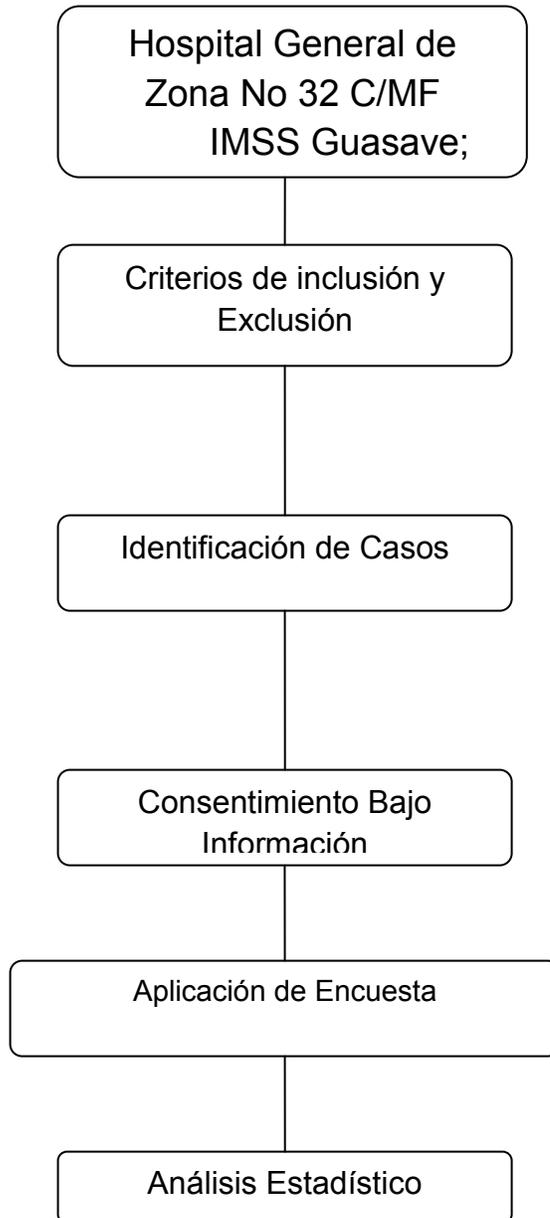 Hospital General de
Zona No 32 C/MF
IMSS Guasave;
Criterios de inclusión y
Exclusión
Identificación de Casos
Consentimiento Bajo
Información
Aplicación de Encuesta
Análisis Estadístico